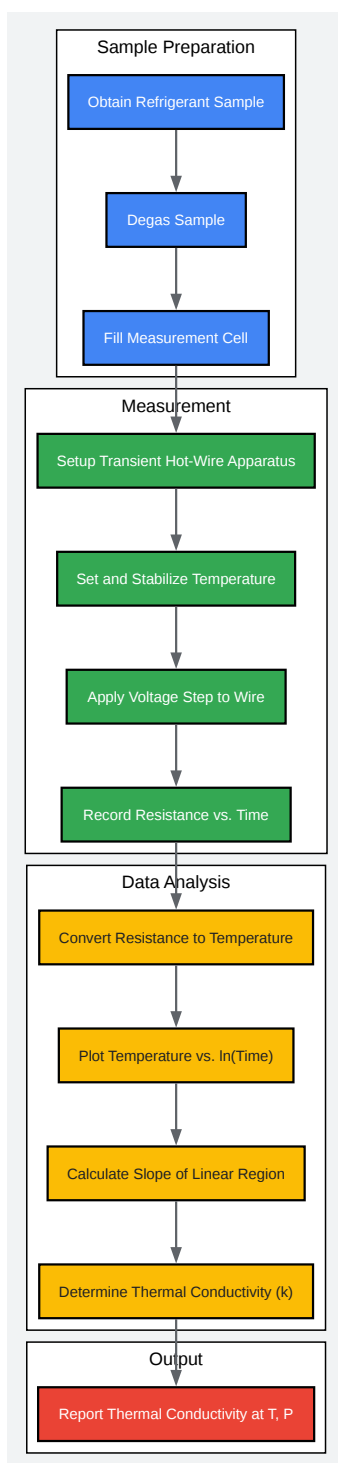 Sample Preparation
Obtain Refrigerant Sample
Degas Sample
Fill Measurement Cell
Measurement
Setup Transient Hot-Wire Apparatus
Set and Stabilize Temperature
Apply Voltage Step to Wire
Record Resistance vs. Time
Data Analysis
Convert Resistance to Temperature
Plot Temperature vs. ln(Time)
Calculate Slope of Linear Region
Determine Thermal Conductivity (k)
Output
Report Thermal Conductivity at T, P